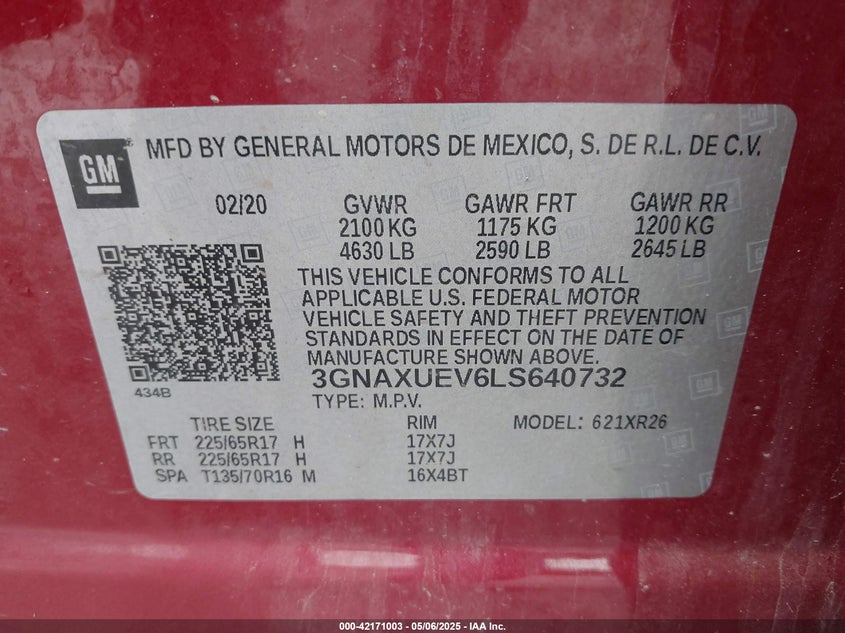 GM
MFD BY GENERAL MOTORS DE MEXICO, S. DE R.L. DE C.V.
02/20 GVWR GAWR FRT GAWR RR
2100 KG 1175 KG 1200 KG
4630 LB 2590 LB 2645 LB
THIS VEHICLE CONFORMS TO ALL
APPLICABLE U.S. FEDERAL MOTOR
VEHICLE SAFETY AND THEFT PREVENTION
STANDARDS IN EFFECT ON THE DATE OF
MANUFACTURE SHOWN ABOVE.
434B
3GNAXUEV6LS640732
TYPE: M.P.V.
TIRE SIZE RIM MODEL: 621XR26
FRT 225/65R17 H 17X7J
RR 225/65R17 H 17X7J
SPA T135/70R16 M 16X4BT
000-42171003 — 05/06/2025 — IAA Inc.